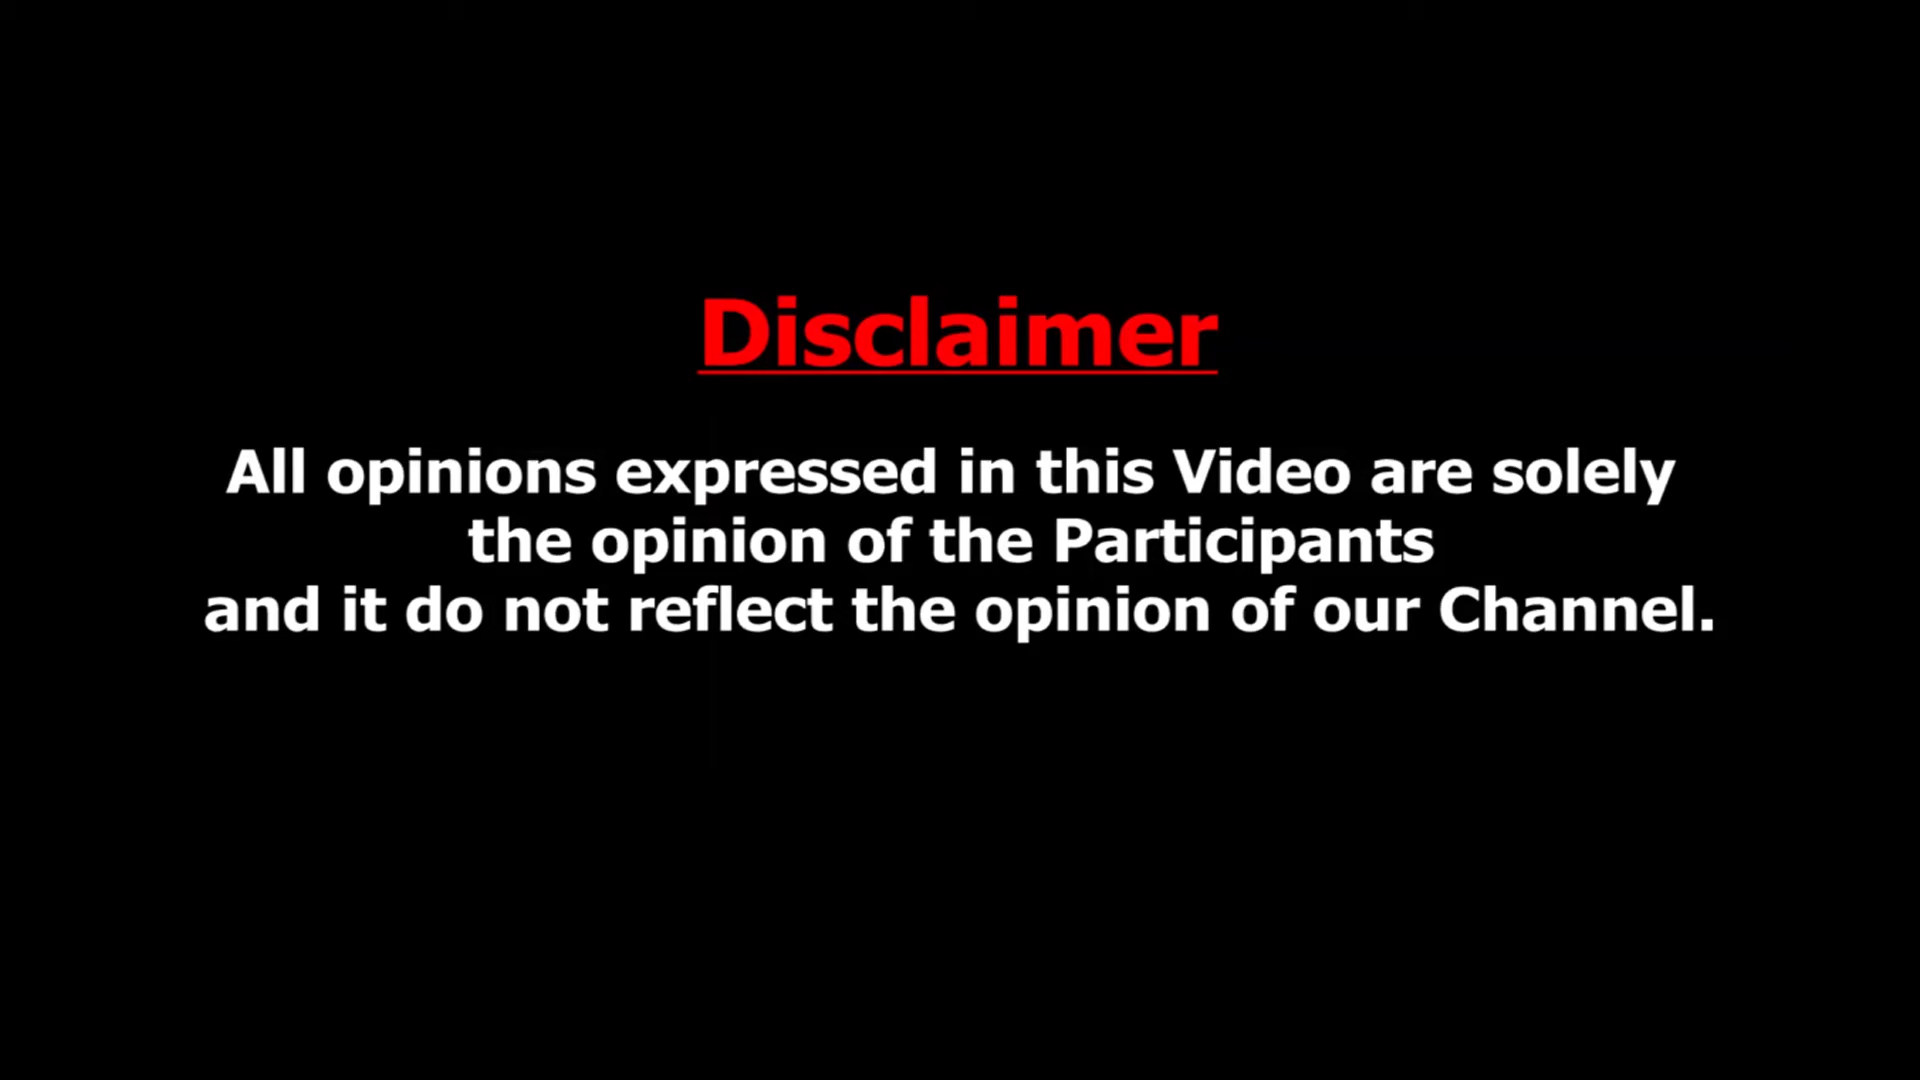 Disclaimer
All opinions expressed in this Video are solely
the opinion of the Participants
and it do not reflect the opinion of our Channel.